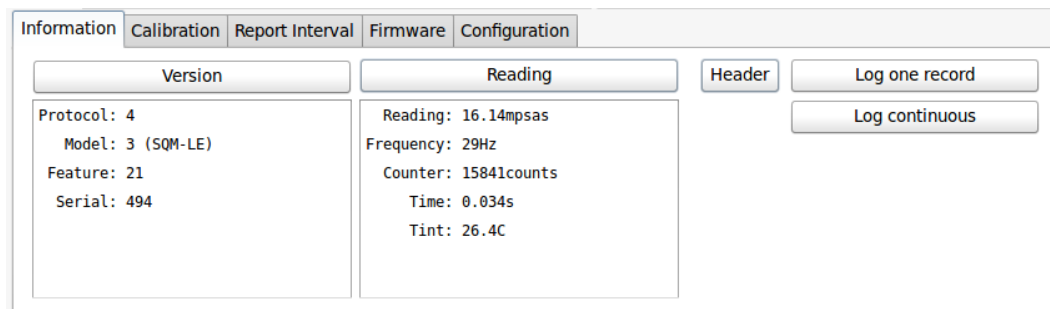 Information Calibration Report Interval Firmware Configuration
Version Reading Header Log one record
Log continuous
Protocol: 4
Model: 3 (SQM-LE)
Feature: 21
Serial: 494
Reading: 16.14mpsas
Frequency: 29Hz
Counter: 15841counts
Time: 0.034s
Tint: 26.4C